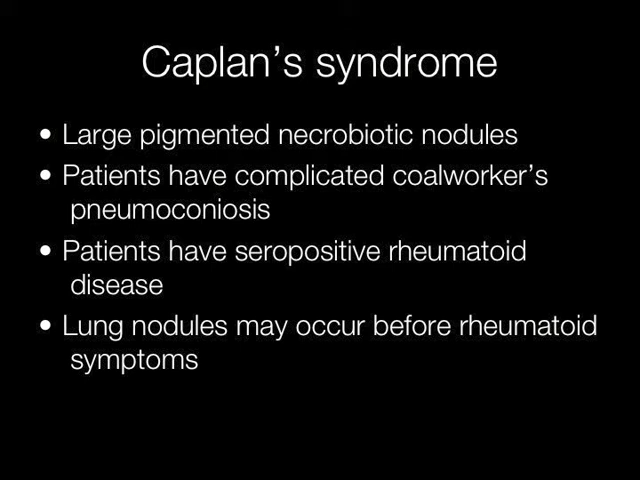 Caplan’s syndrome
• Large pigmented necrobiotic nodules
• Patients have complicated coalworker’s
pneumoconiosis
• Patients have seropositive rheumatoid
disease
• Lung nodules may occur before rheumatoid
symptoms